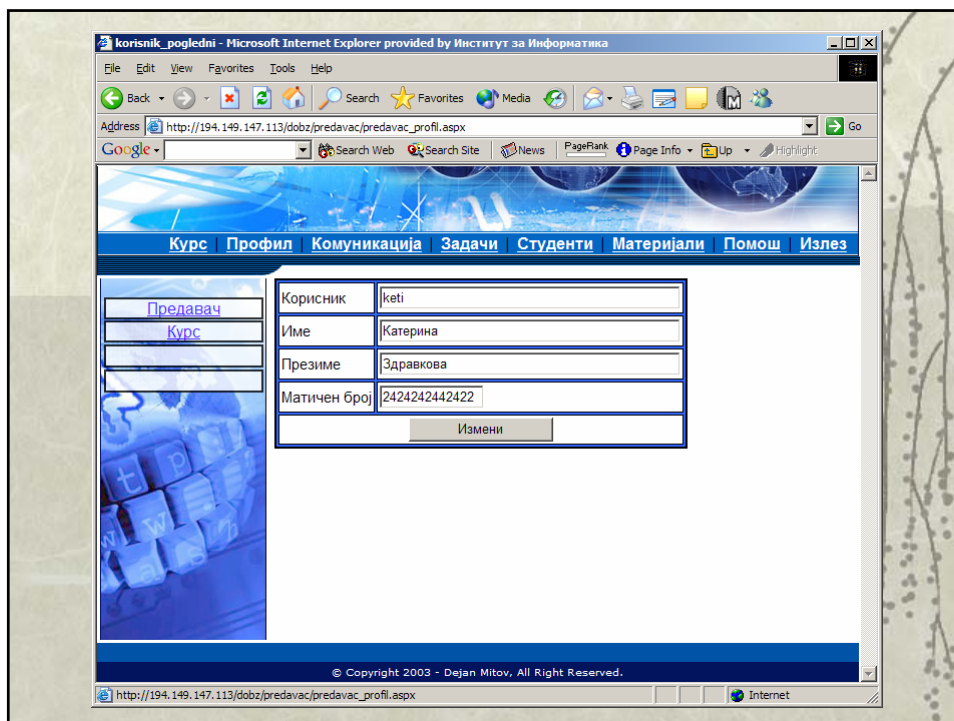 korisnik_pogledni - Microsoft Internet Explorer provided by Институт за Информатика
File Edit View Favorites Tools Help
Back Search Favorites Media
Address http://194.149.147.113/dobz/predavac/predavac_profil.aspx Go
Google Search Web Search Site News PageRank Page Info Up Highlight
Курс | Профил | Комуникација | Задачи | Студенти | Материјали | Помош | Излез
Предавач
Курс
Корисник keti
Име Катерина
Презиме Здравкова
Матичен број 2424242442422
Измени
© Copyright 2003 - Dejan Mitov, All Right Reserved.
http://194.149.147.113/dobz/predavac/predavac_profil.aspx Internet